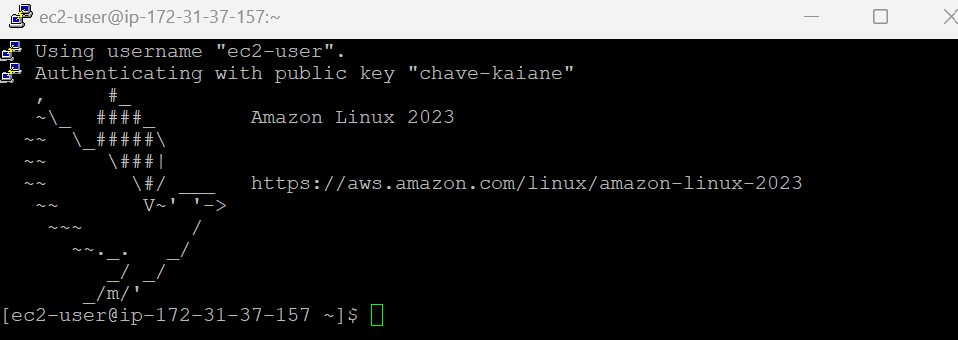 ec2-user@ip-172-31-37-157:~
Using username "ec2-user".
Authenticating with public key "chave-kaiane"
   ,     #_
   ~\_  ####_        Amazon Linux 2023
  ~~  \_#####\
  ~~     \###|
  ~~       \#/ ___   https://aws.amazon.com/linux/amazon-linux-2023
   ~~       V~' '->
    ~~~         /
      ~~._.   _/
         _/ _/
       _/m/'
[ec2-user@ip-172-31-37-157 ~]$